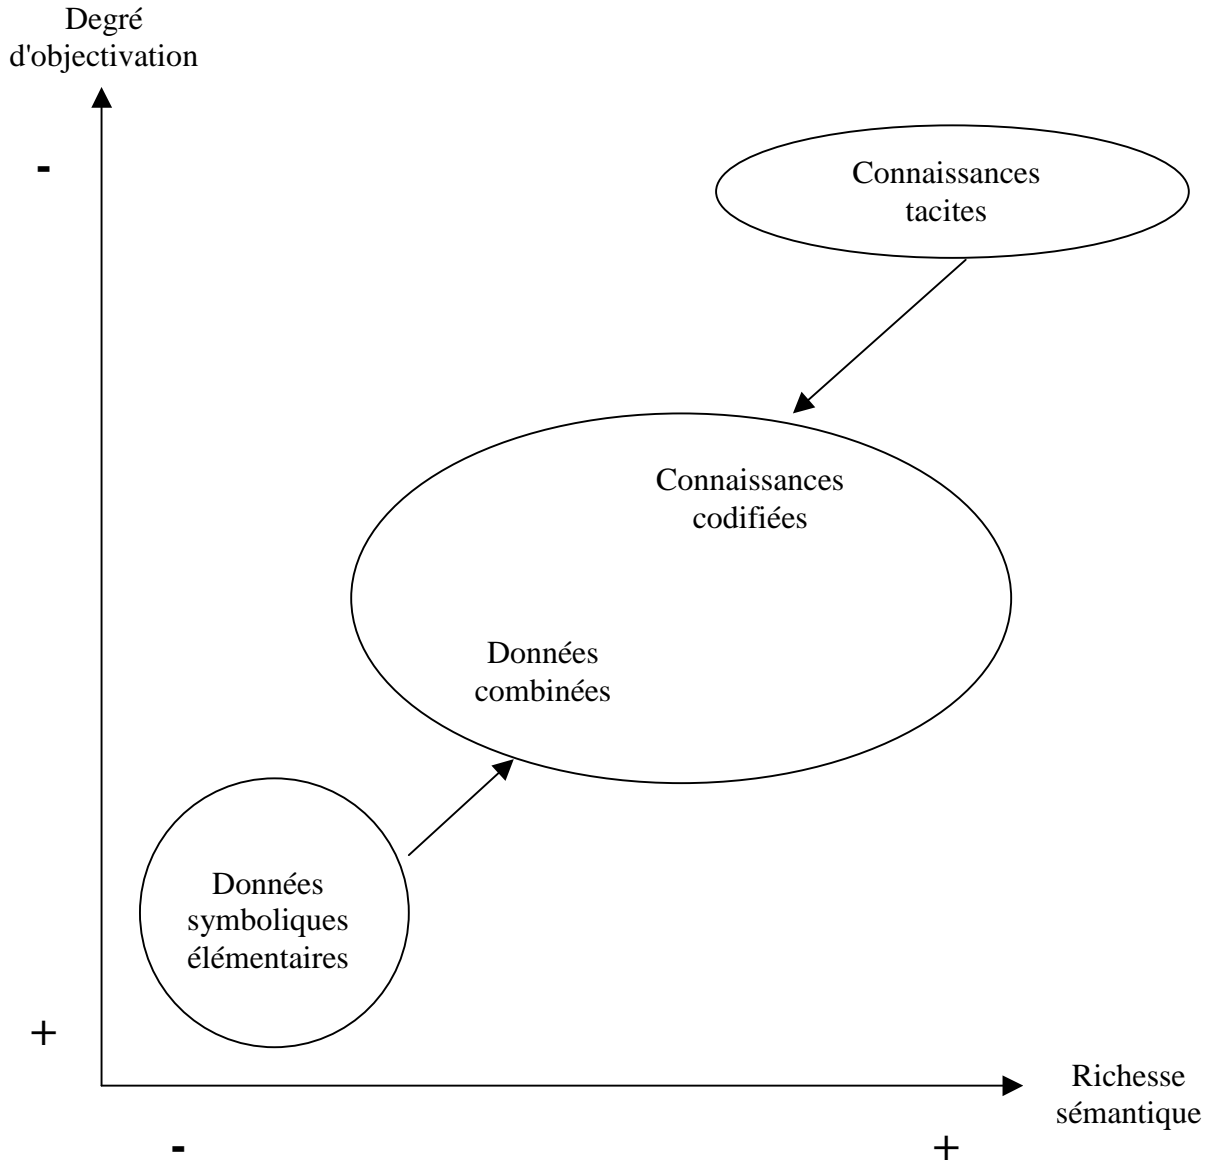 Degré
d'objectivation
-
Connaissances
tacites
Connaissances
codifiées
Données
combinées
Données
symboliques
élémentaires
+
Richesse
sémantique
-
+